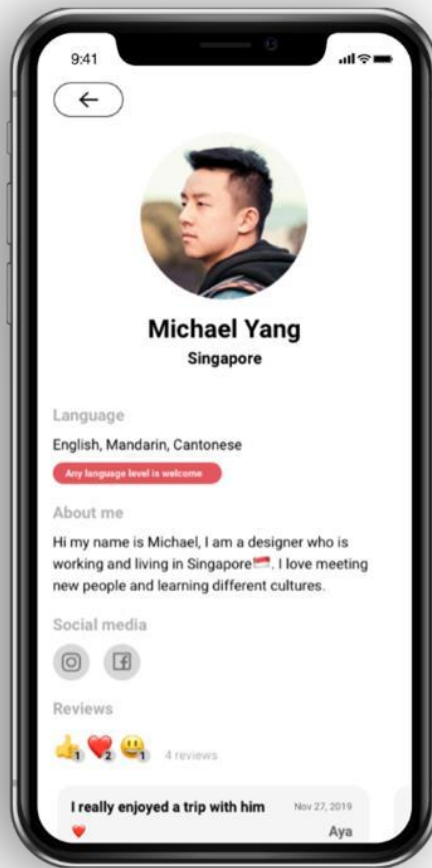 9:41
Michael Yang
Singapore
Language
English, Mandarin, Cantonese
Any language level is welcome
About me
Hi my name is Michael, I am a designer who is
working and living in Singapore🇸🇬. I love meeting
new people and learning different cultures.
Social media
Reviews
👍1 ❤️2 😃1 4 reviews
I really enjoyed a trip with him Nov 27, 2019
❤️ Aya